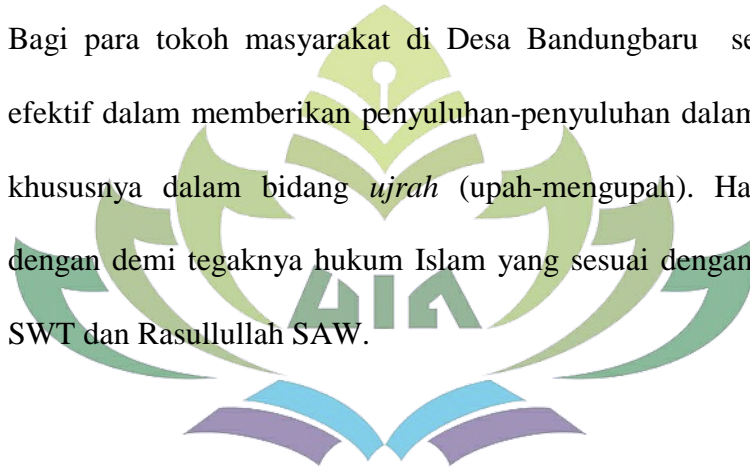 Bagi para tokoh masyarakat di Desa Bandungbaru
efektif dalam memberikan penyuluhan-penyuluhan dalam
khususnya dalam bidang ujrah (upah-mengupah).
dengan demi tegaknya hukum Islam yang sesuai dengan
SWT dan Rasullullah SAW.
UIN